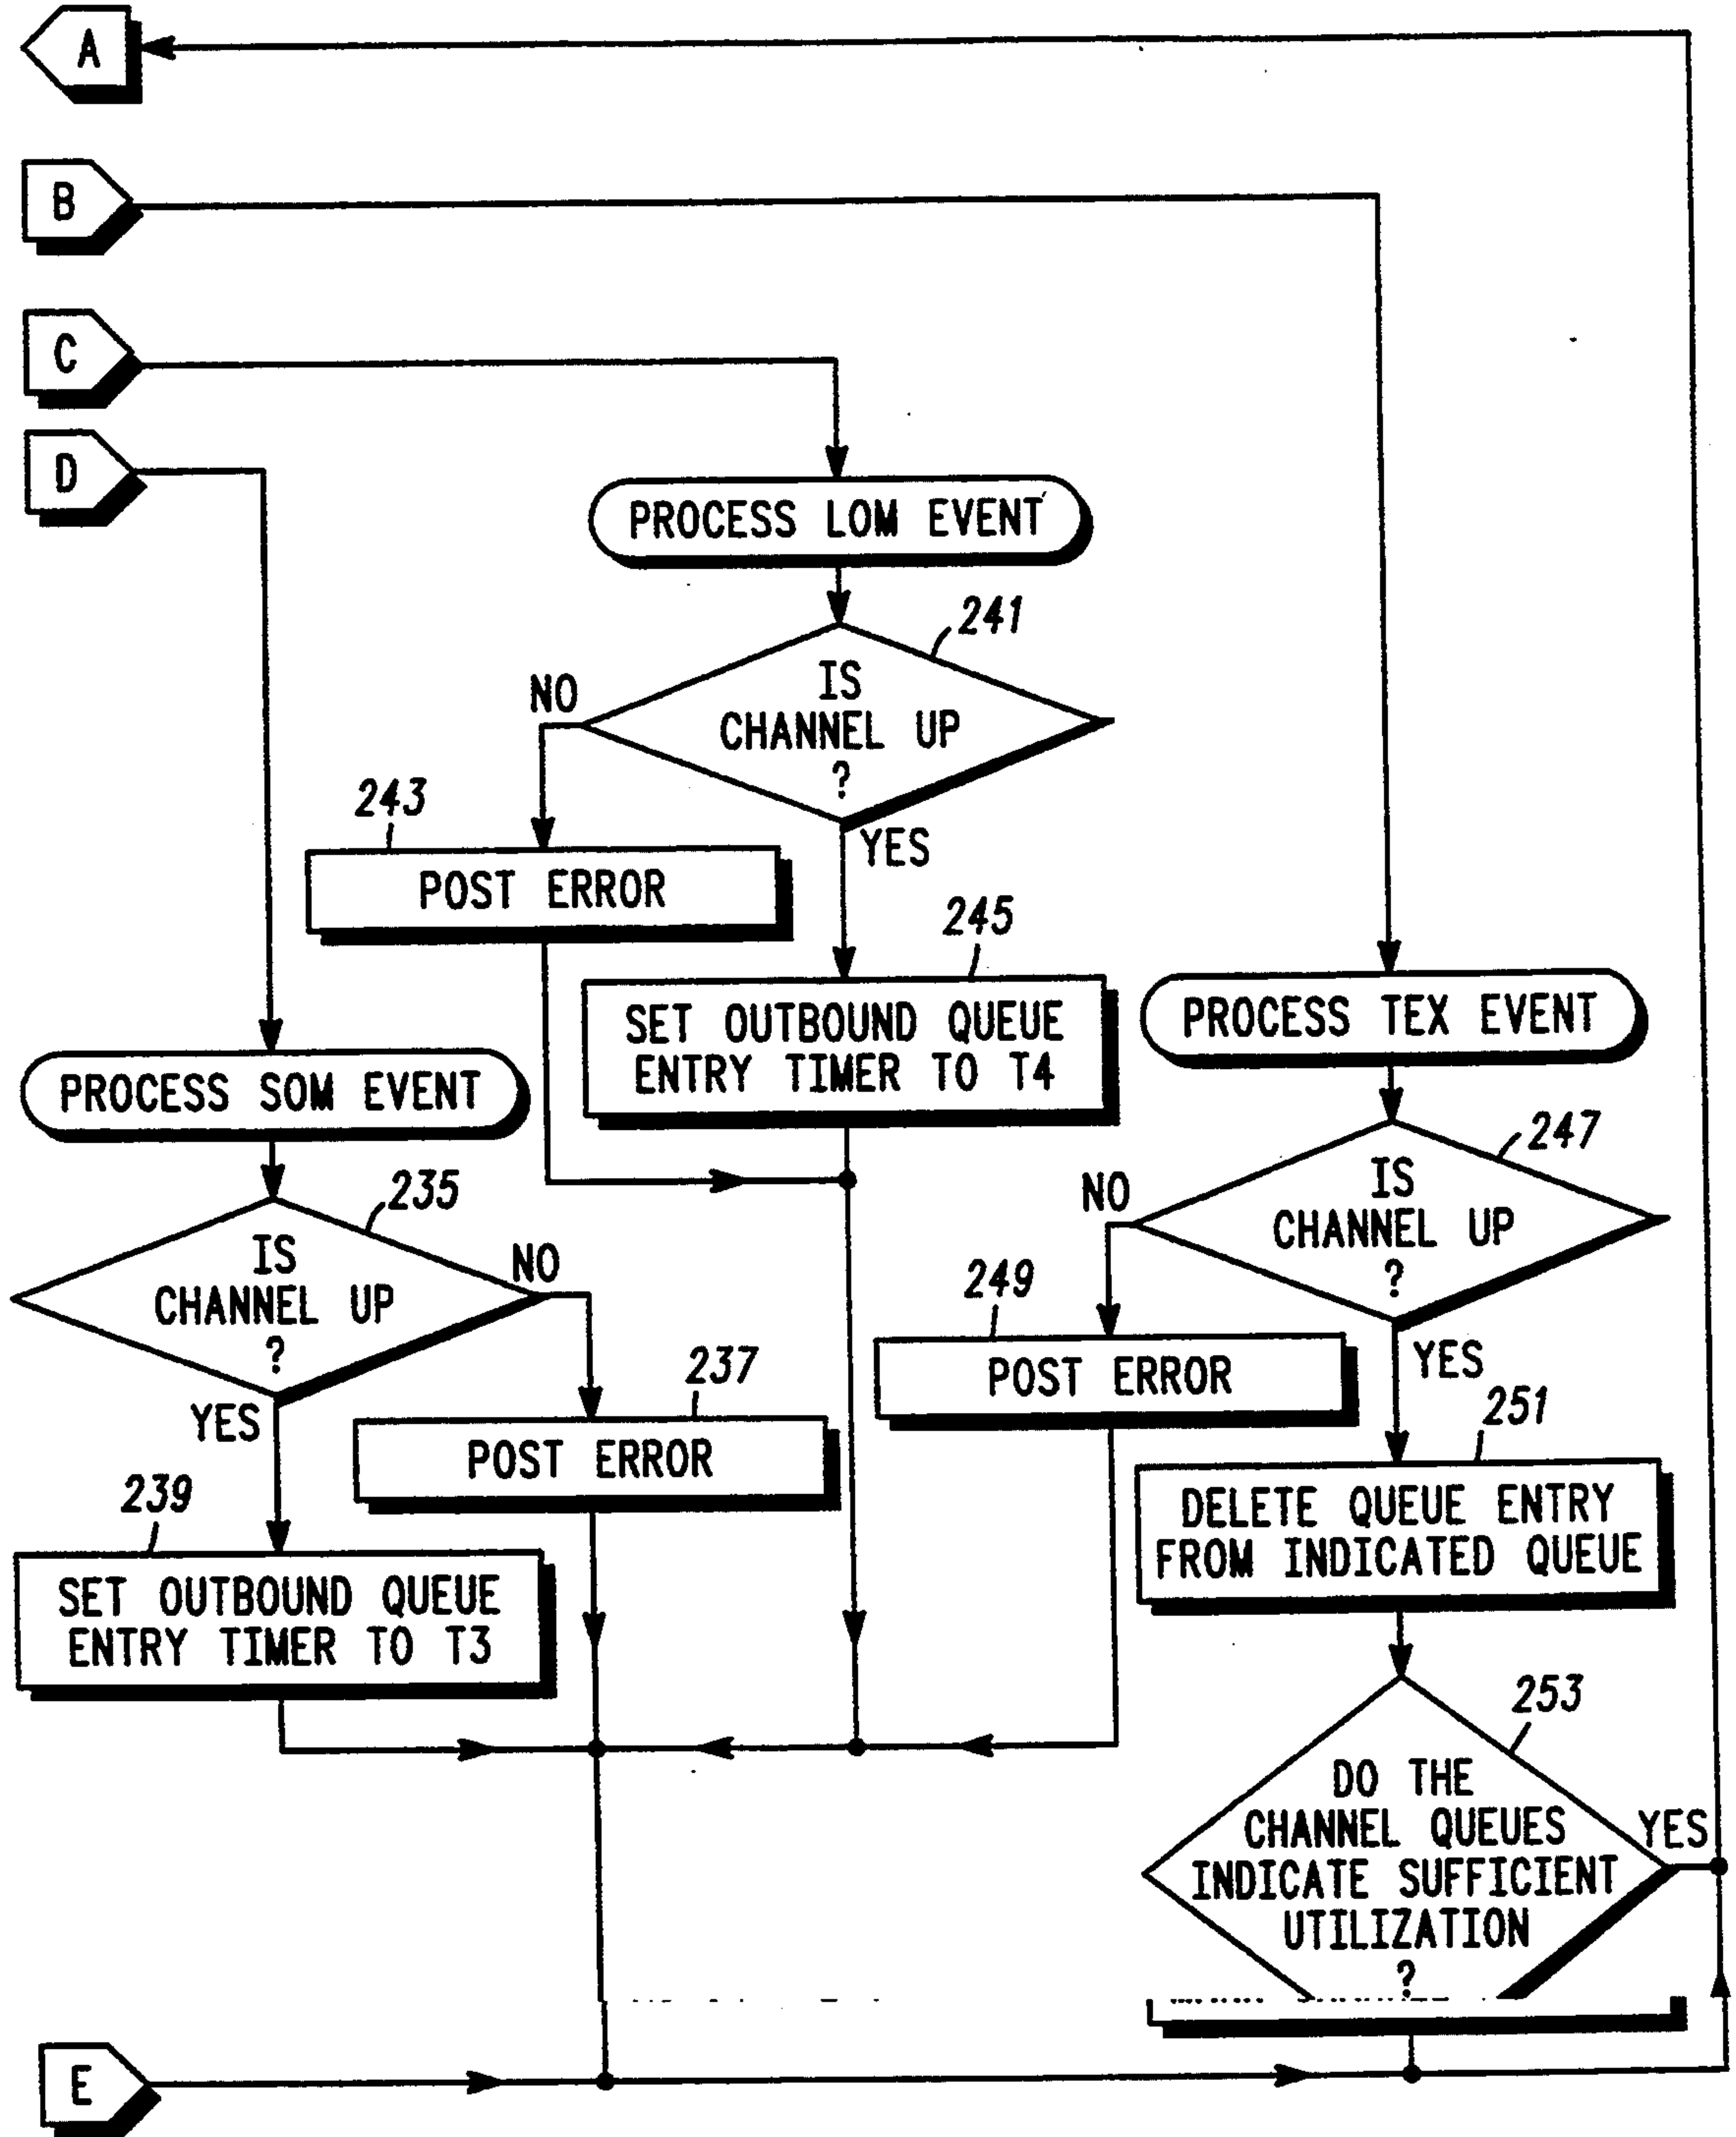 A
B
C
D
PROCESS LOM EVENT
241
IS
CHANNEL UP
?
NO
YES
243
POST ERROR
245
SET OUTBOUND QUEUE
ENTRY TIMER TO T4
PROCESS TEX EVENT
PROCESS SOM EVENT
235
IS
CHANNEL UP
?
NO
YES
237
POST ERROR
239
SET OUTBOUND QUEUE
ENTRY TIMER TO T3
247
IS
CHANNEL UP
?
NO
YES
249
POST ERROR
251
DELETE QUEUE ENTRY
FROM INDICATED QUEUE
253
DO THE
CHANNEL QUEUES
INDICATE SUFFICIENT
UTILIZATION
?
YES
E